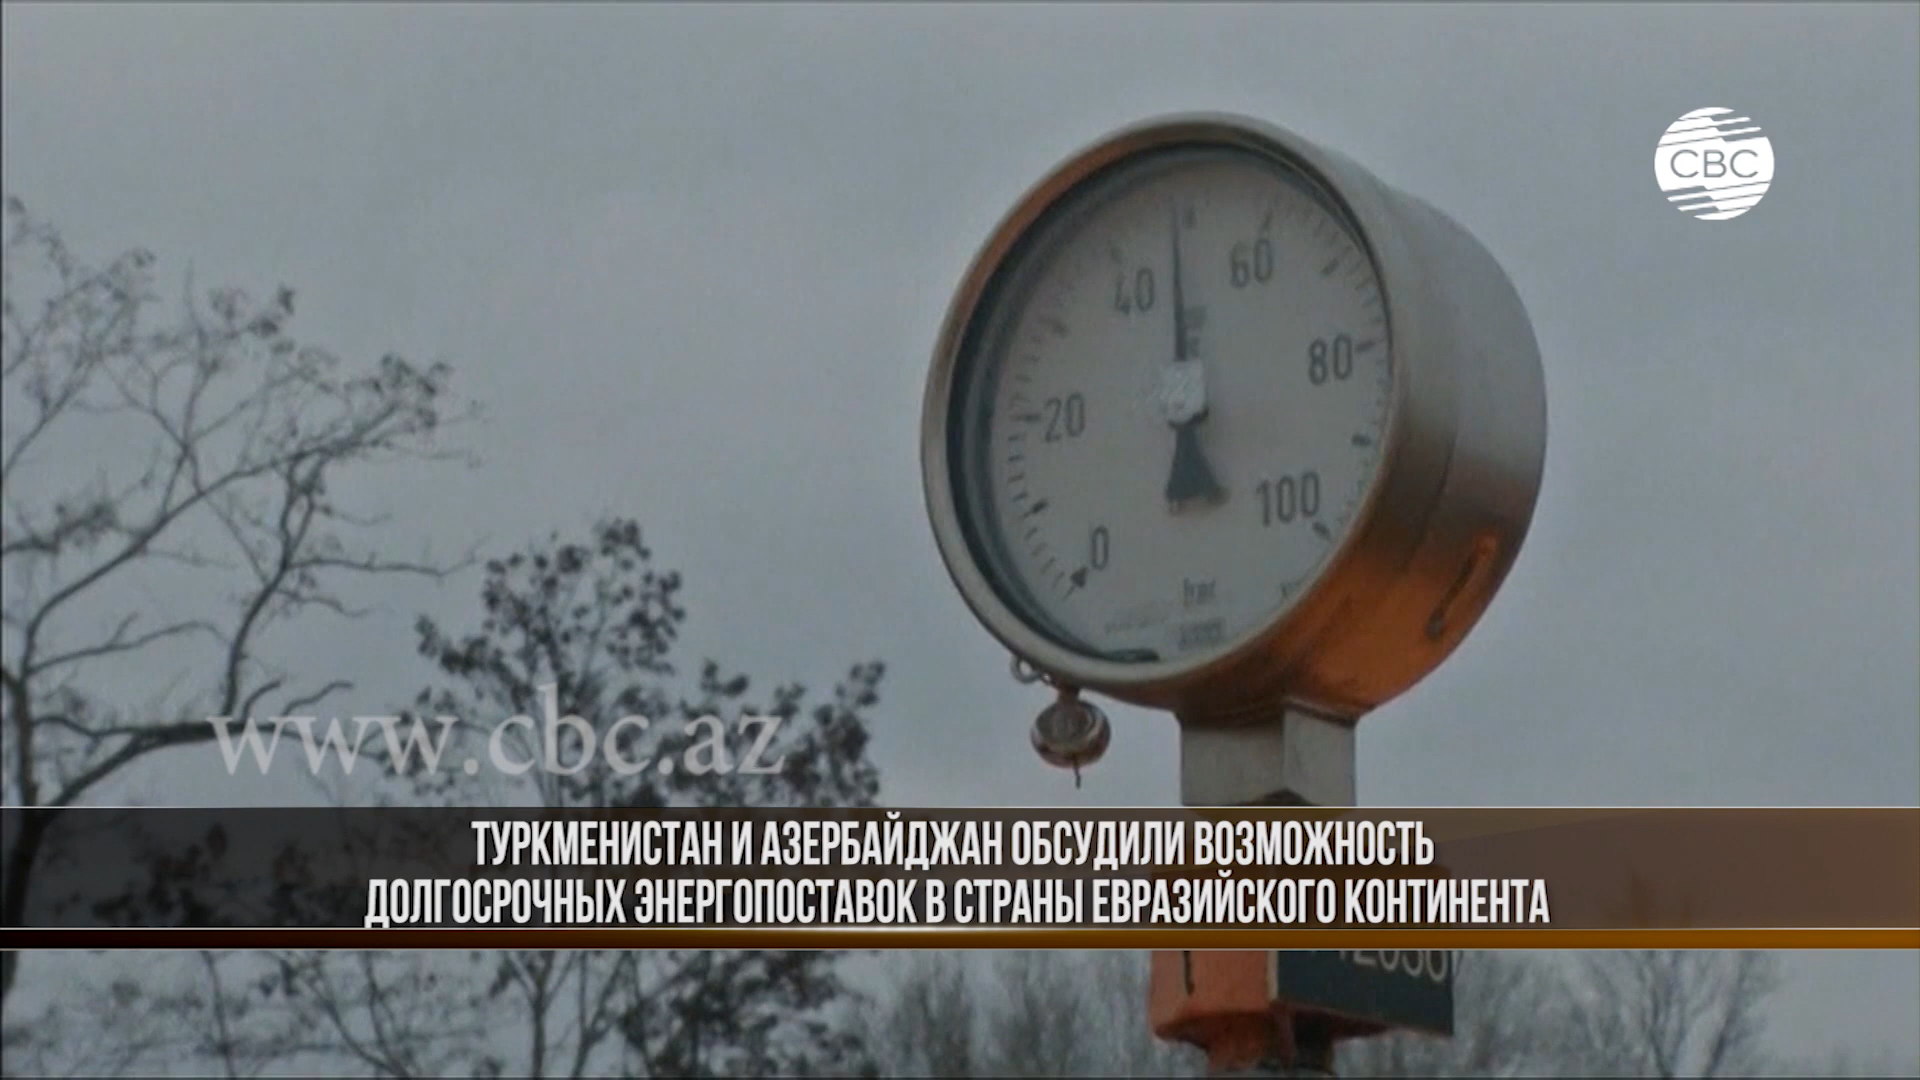 CBC
60
40
80
20
100
0
bar
www.cbc.az
ТУРКМЕНИСТАН И АЗЕРБАЙДЖАН ОБСУДИЛИ ВОЗМОЖНОСТЬ
ДОЛГОСРОЧНЫХ ЭНЕРГОПОСТАВОК В СТРАНЫ ЕВРАЗИЙСКОГО КОНТИНЕНТА